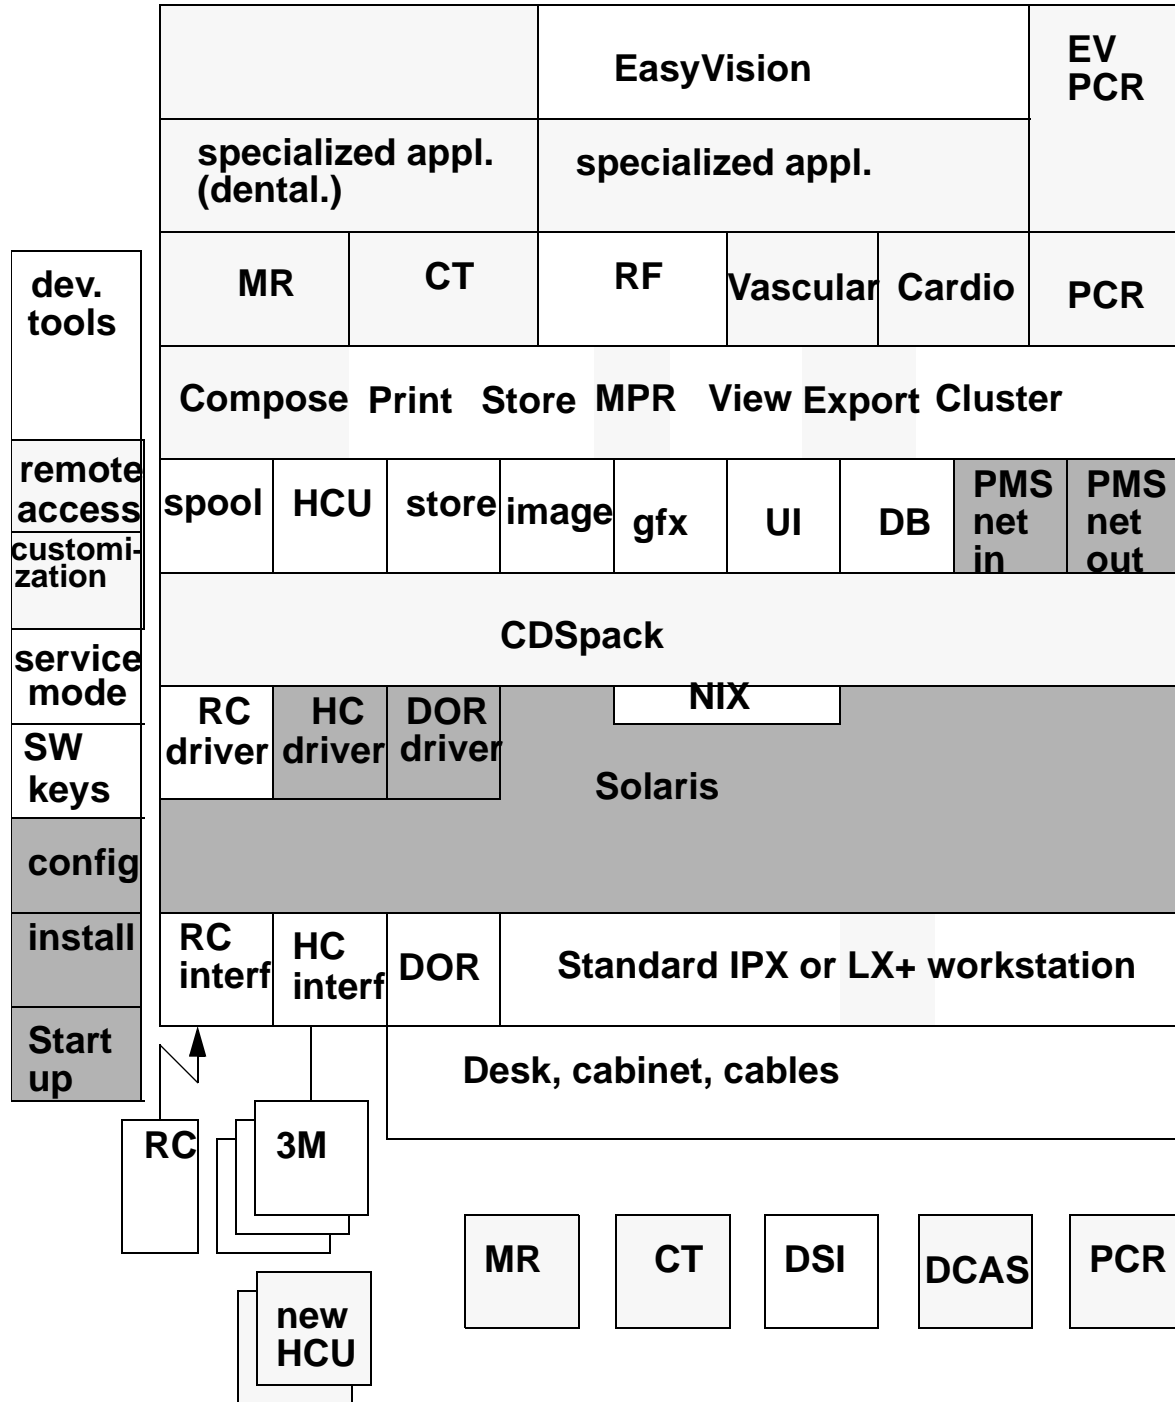 EasyVision
EV
PCR
specialized appl.
(dental.)
specialized appl.
MR
CT
RF
Vascular
Cardio
PCR
Compose Print Store MPR View Export Cluster
spool
HCU
store
image
gfx
UI
DB
PMS
net
in
PMS
net
out
CDSpack
RC
driver
HC
driver
DOR
driver
NIX
Solaris
RC
interf
HC
interf
DOR
Standard IPX or LX+ workstation
Desk, cabinet, cables
dev.
tools
remote
access
customi-
zation
service
mode
SW
keys
config
install
Start
up
RC
3M
new
HCU
MR
CT
DSI
DCAS
PCR